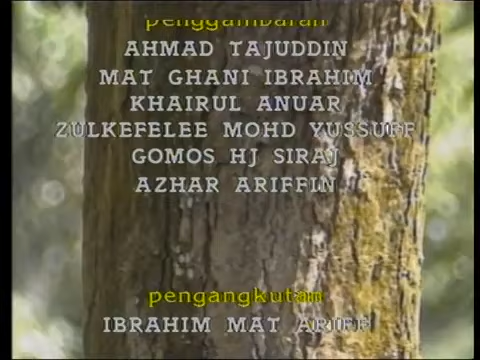 penggambaran
AHMAD TAJUDDIN
MAT GHANI IBRAHIM
KHAIRUL ANUAR
ZULKEFELEE MOHD YUSSUFF
GOMOS HJ SIRAJ
AZHAR ARIFFIN
pengangkutan
IBRAHIM MAT ARIFF